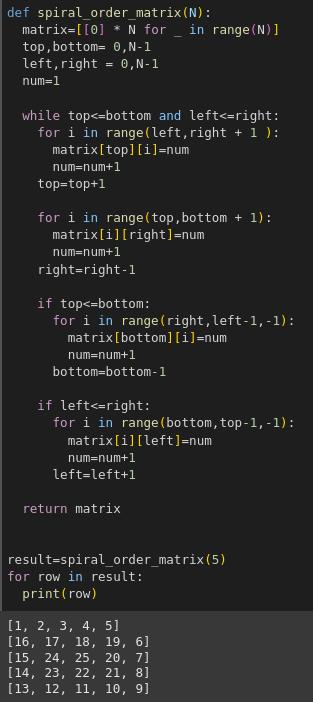 def spiral_order_matrix(N):
  matrix=[[0] * N for _ in range(N)]
  top,bottom= 0,N-1
  left,right = 0,N-1
  num=1

  while top<=bottom and left<=right:
    for i in range(left,right + 1 ):
      matrix[top][i]=num
      num=num+1
    top=top+1

    for i in range(top,bottom + 1):
      matrix[i][right]=num
      num=num+1
    right=right-1

    if top<=bottom:
      for i in range(right,left-1,-1):
        matrix[bottom][i]=num
        num=num+1
      bottom=bottom-1

    if left<=right:
      for i in range(bottom,top-1,-1):
        matrix[i][left]=num
        num=num+1
      left=left+1

  return matrix


result=spiral_order_matrix(5)
for row in result:
  print(row)
[1, 2, 3, 4, 5]
[16, 17, 18, 19, 6]
[15, 24, 25, 20, 7]
[14, 23, 22, 21, 8]
[13, 12, 11, 10, 9]